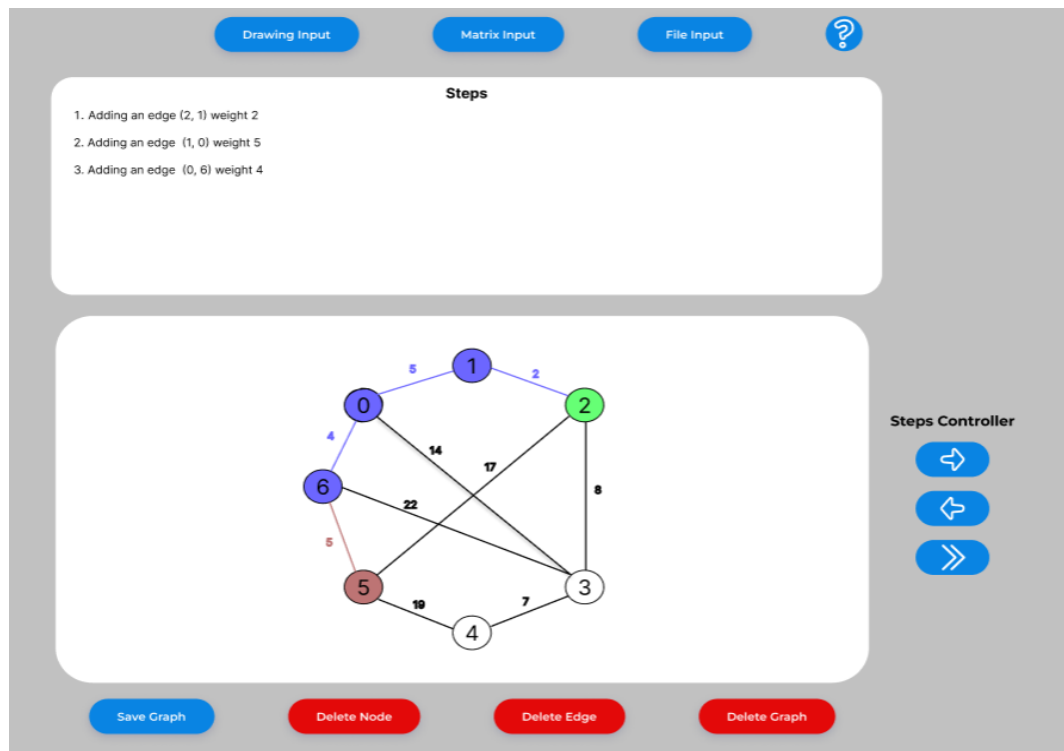 Drawing Input
Matrix Input
File Input
?
Steps
1. Adding an edge (2, 1) weight 2
2. Adding an edge (1, 0) weight 5
3. Adding an edge (0, 6) weight 4
1
5
2
0
2
4
14
17
Steps Controller
6
22
8
5
5
19
7
3
4
Save Graph
Delete Node
Delete Edge
Delete Graph